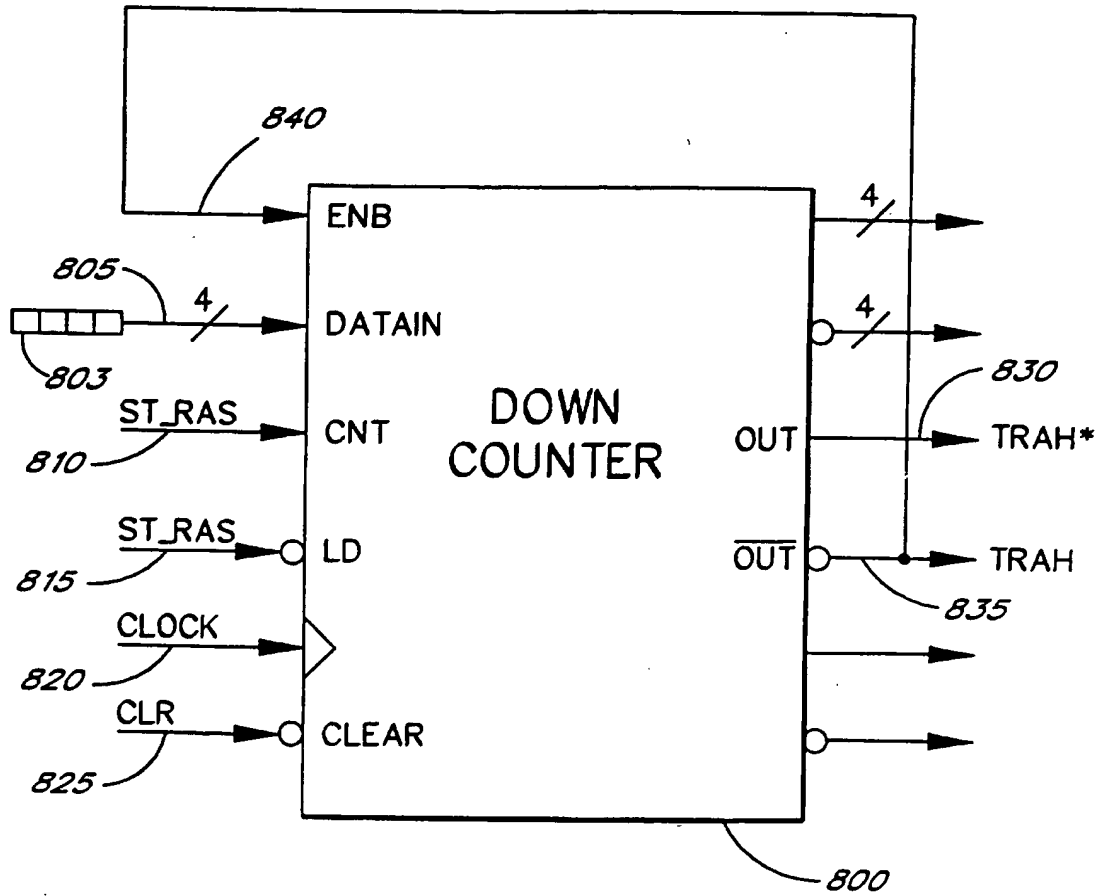 840
ENB
4
805
4
DATAIN
4
803
830
ST_RAS
CNT
DOWN
COUNTER
OUT
TRAH*
810
ST_RAS
LD
OUT
TRAH
815
835
CLOCK
820
CLR
CLEAR
825
800